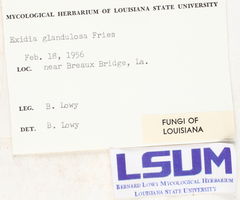 MYCOLOGICAL HERBARIUM OF LOUISIANA STATE UNIVERSITY
Exidia glandulosa Fries
Feb. 18, 1956
LOC. near Breaux Bridge, La.
LEG. B. Lowy
DET. B. Lowy
FUNGI OF
LOUISIANA
LSUM
BERNARD LOWY MYCOLOGICAL HERBARIUM
LOUISIANA STATE UNIVERSITY